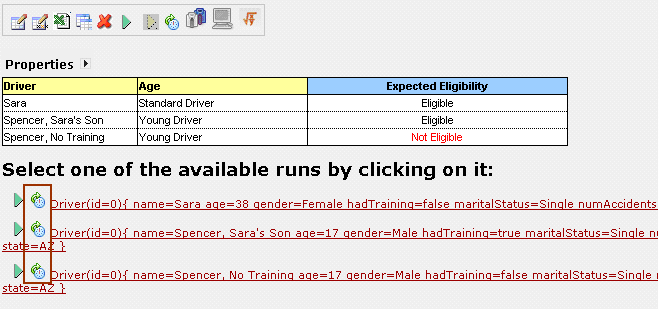 Properties
Driver Age Expected Eligibility
Sara Standard Driver Eligible
Spencer, Sara's Son Young Driver Eligible
Spencer, No Training Young Driver Not Eligible
Select one of the available runs by clicking on it:
Driver(id=0){ name=Sara age=38 gender=Female hadTraining=false maritalStatus=Single numAccidents
Driver(id=0){ name=Spencer, Sara's Son age=17 gender=Male hadTraining=true maritalStatus=Single
state=AZ }
Driver(id=0){ name=Spencer, No Training age=17 gender=Male hadTraining=false maritalStatus=Single
state=AZ }